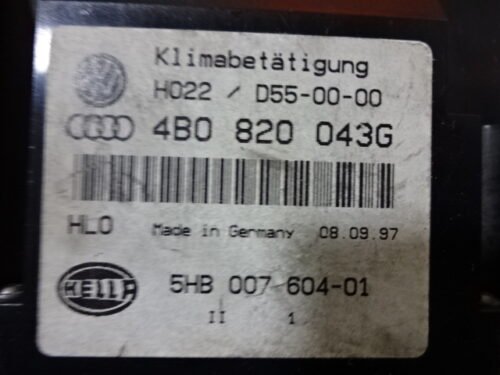 Klimabetätigung
H022 / D55-00-00
4B0 820 043G
HLO Made in Germany 08.09.97
HELLA 5HB 007 604-01
II 1